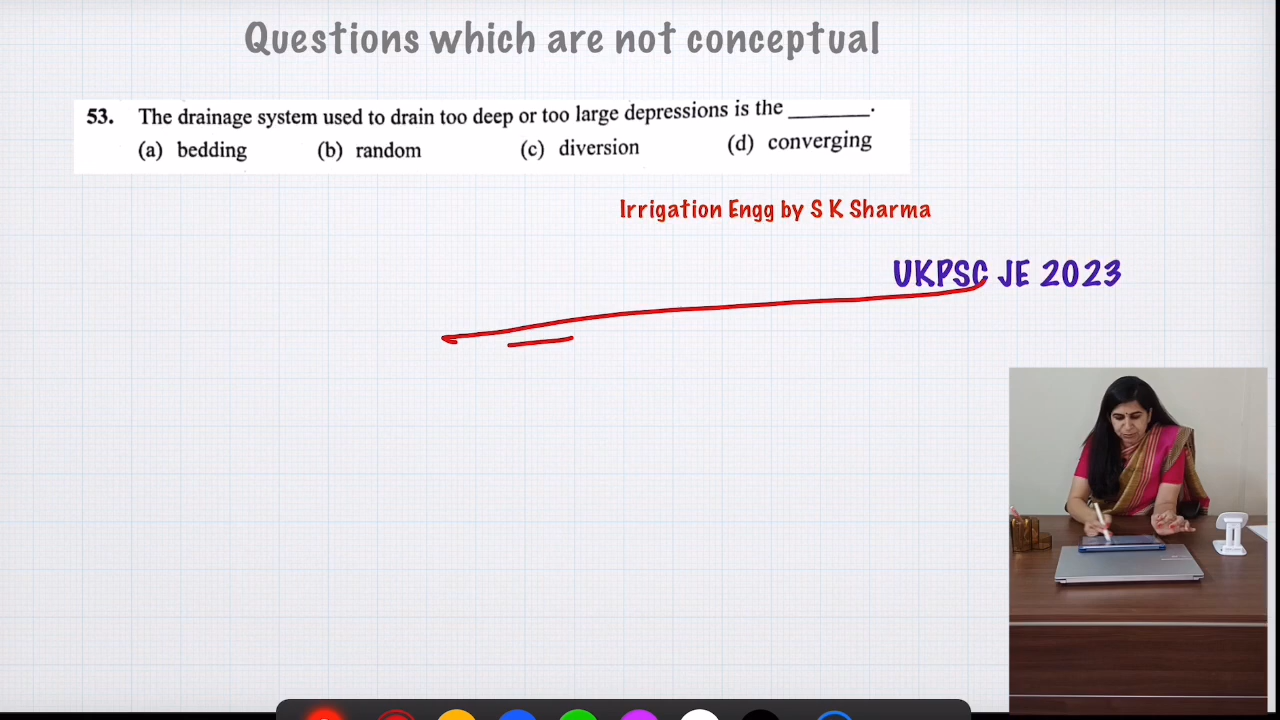 Questions which are not conceptual
53. The drainage system used to drain too deep or too large depressions is the ________.
(a) bedding (b) random (c) diversion (d) converging
Irrigation Engg by S K Sharma
UKPSC JE 2023